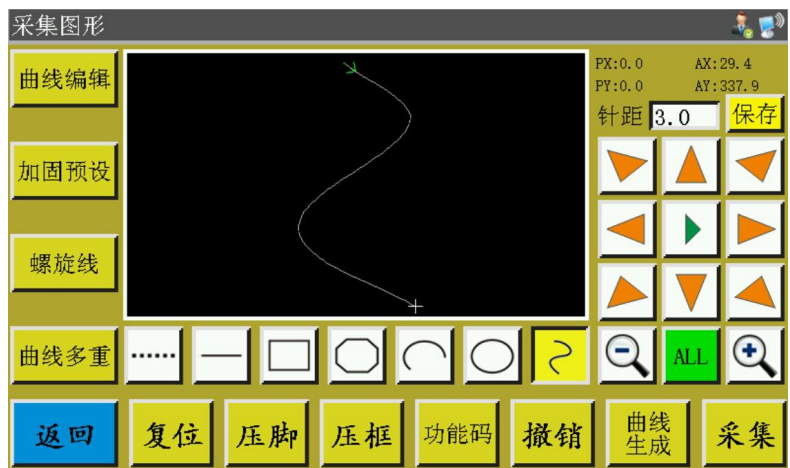 采集图形
曲线编辑
PX:0.0 AX:29.4
PY:0.0 AY:337.9
针距 3.0 保存
加固预设
螺旋线
曲线多重
ALL
返回 复位 压脚 压框 功能码 撤销 曲线
生成 采集